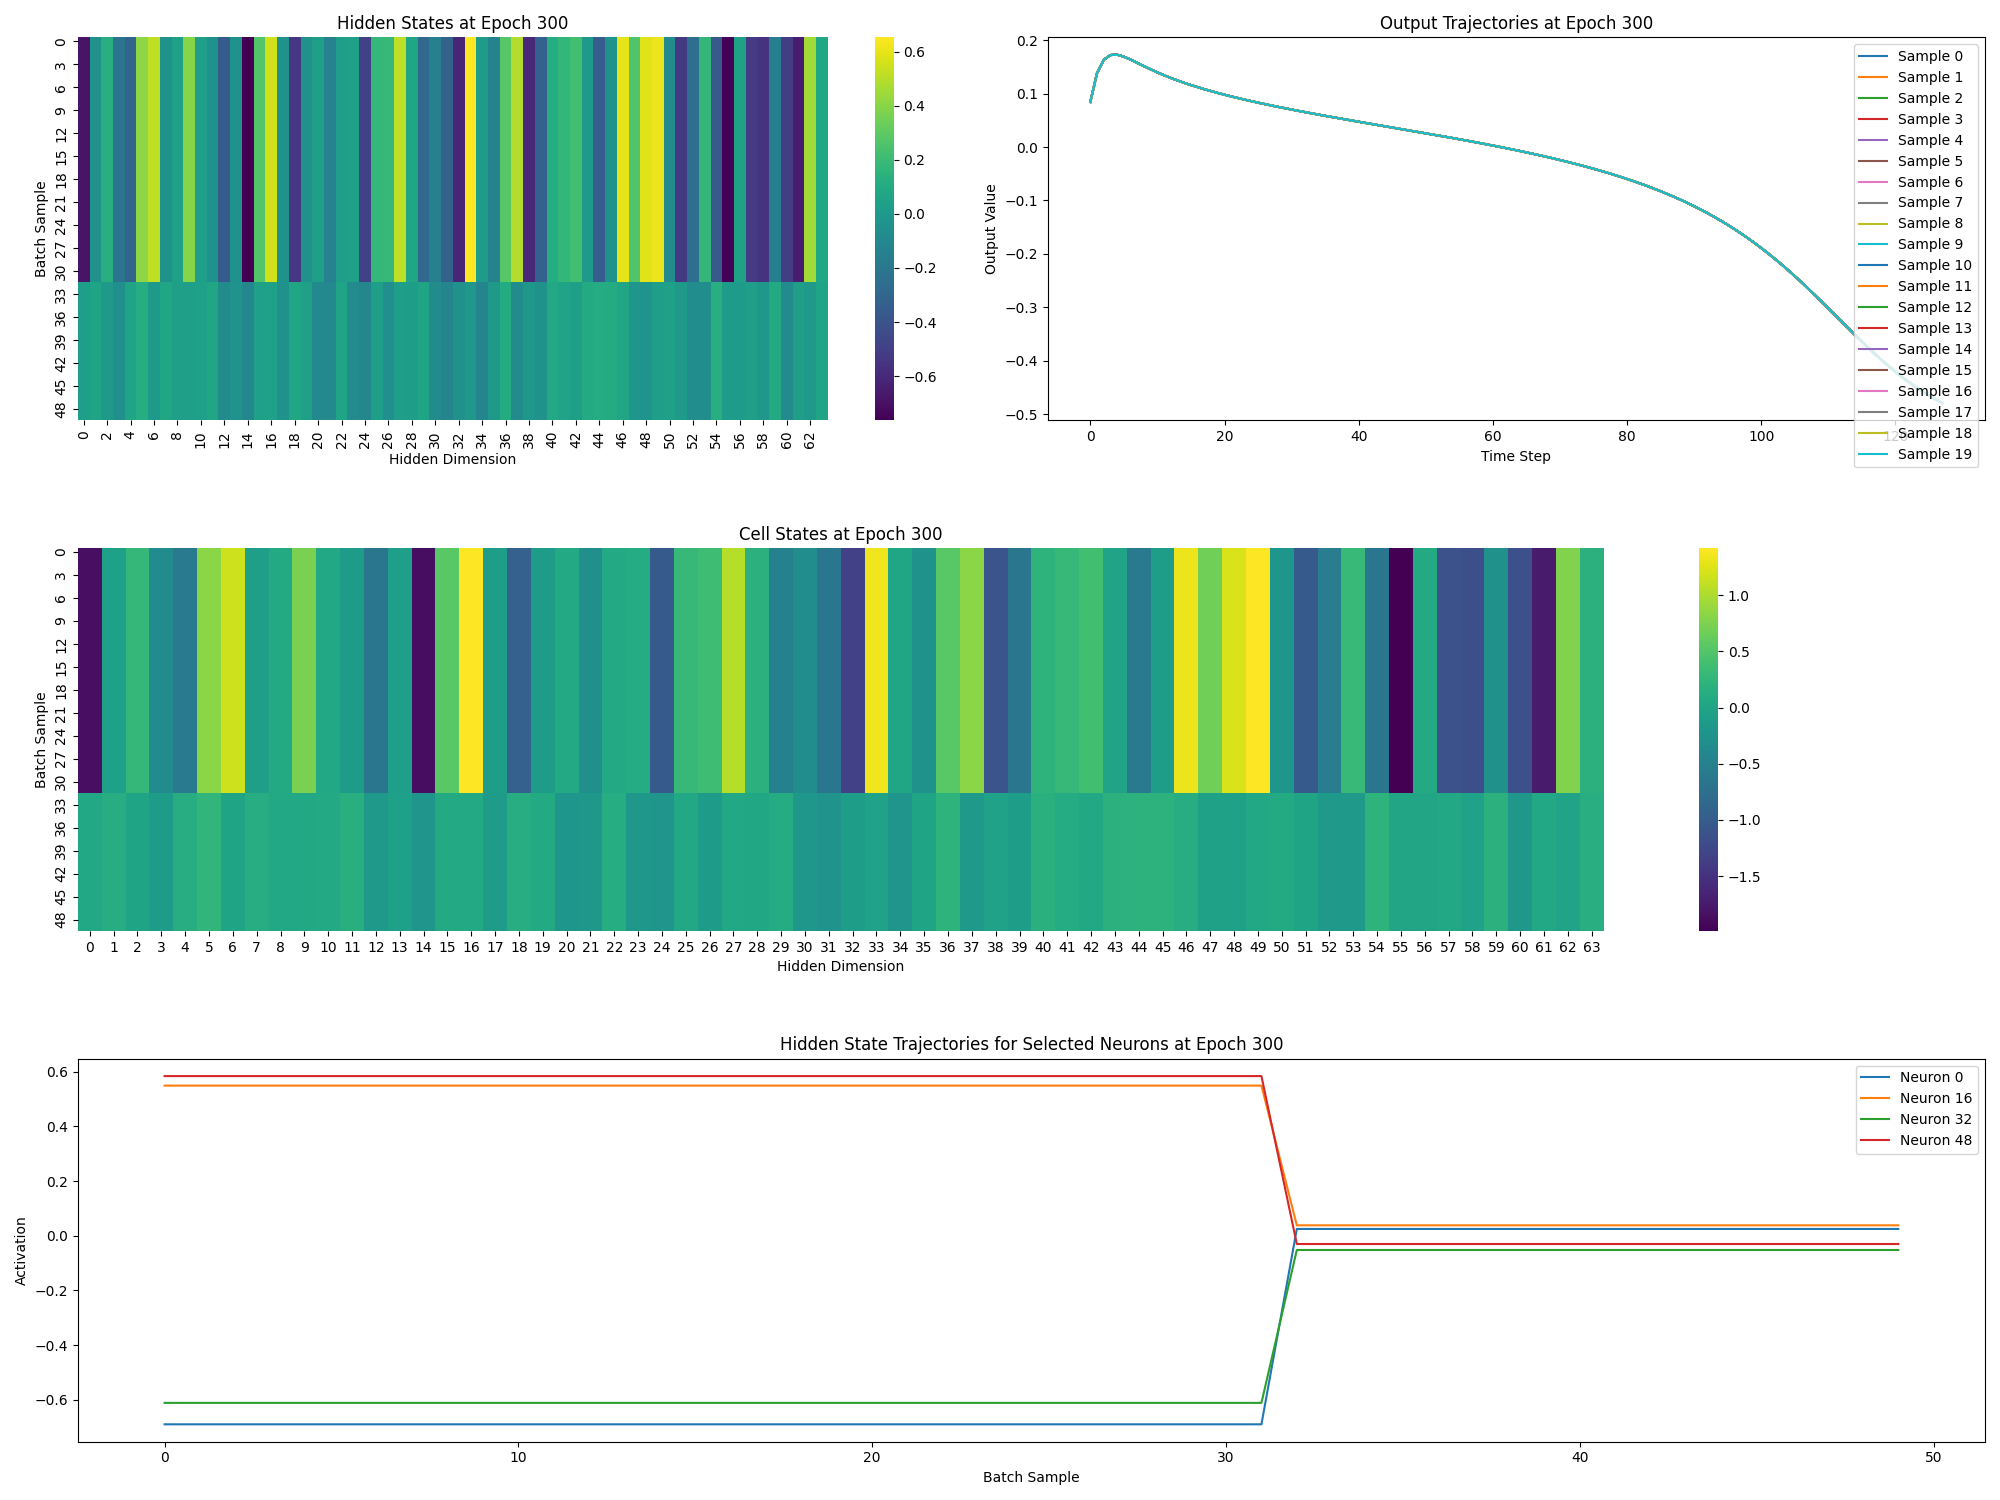 Hidden States at Epoch 300
0
3
6
9
12
15
18
21
24
27
30
33
36
39
42
45
48
Batch Sample
0 2 4 6 8 10 12 14 16 18 20 22 24 26 28 30 32 34 36 38 40 42 44 46 48 50 52 54 56 58 60 62
Hidden Dimension
0.6
0.4
0.2
0.0
−0.2
−0.4
−0.6
Output Trajectories at Epoch 300
0.2
0.1
0.0
−0.1
−0.2
−0.3
−0.4
−0.5
Output Value
0 20 40 60 80 100 120
Time Step
Sample 0
Sample 1
Sample 2
Sample 3
Sample 4
Sample 5
Sample 6
Sample 7
Sample 8
Sample 9
Sample 10
Sample 11
Sample 12
Sample 13
Sample 14
Sample 15
Sample 16
Sample 17
Sample 18
Sample 19
Cell States at Epoch 300
0
3
6
9
12
15
18
21
24
27
30
33
36
39
42
45
48
Batch Sample
0 1 2 3 4 5 6 7 8 9 10 11 12 13 14 15 16 17 18 19 20 21 22 23 24 25 26 27 28 29 30 31 32 33 34 35 36 37 38 39 40 41 42 43 44 45 46 47 48 49 50 51 52 53 54 55 56 57 58 59 60 61 62 63
Hidden Dimension
1.0
0.5
0.0
−0.5
−1.0
−1.5
Hidden State Trajectories for Selected Neurons at Epoch 300
0.6
0.4
0.2
0.0
−0.2
−0.4
−0.6
Activation
0 10 20 30 40 50
Batch Sample
Neuron 0
Neuron 16
Neuron 32
Neuron 48